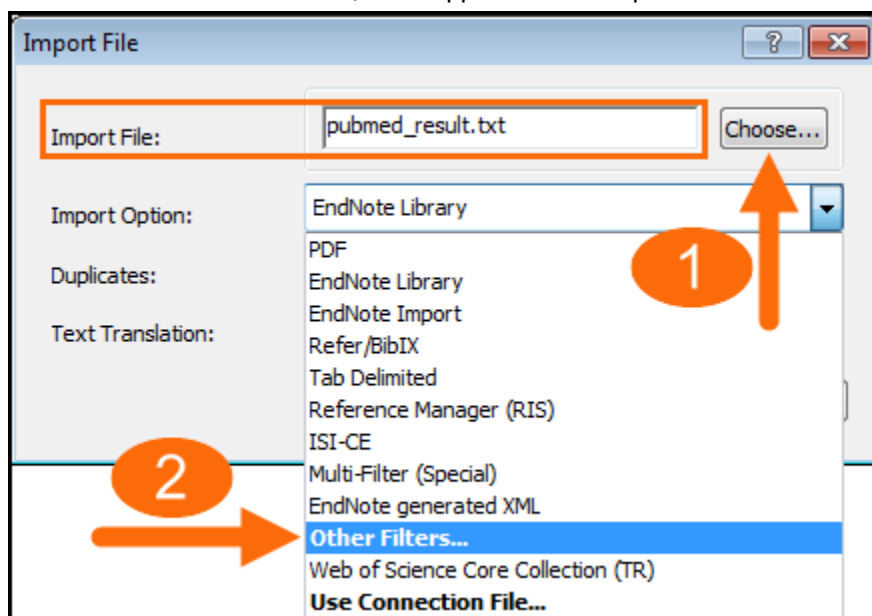 Import File
Import File:
pubmed_result.txt
Choose...
Import Option:
EndNote Library
1
PDF
Duplicates:
EndNote Library
EndNote Import
Text Translation:
Refer/BibIX
Tab Delimited
Reference Manager (RIS)
ISI-CE
2
Multi-Filter (Special)
EndNote generated XML
Other Filters...
Web of Science Core Collection (TR)
Use Connection File...